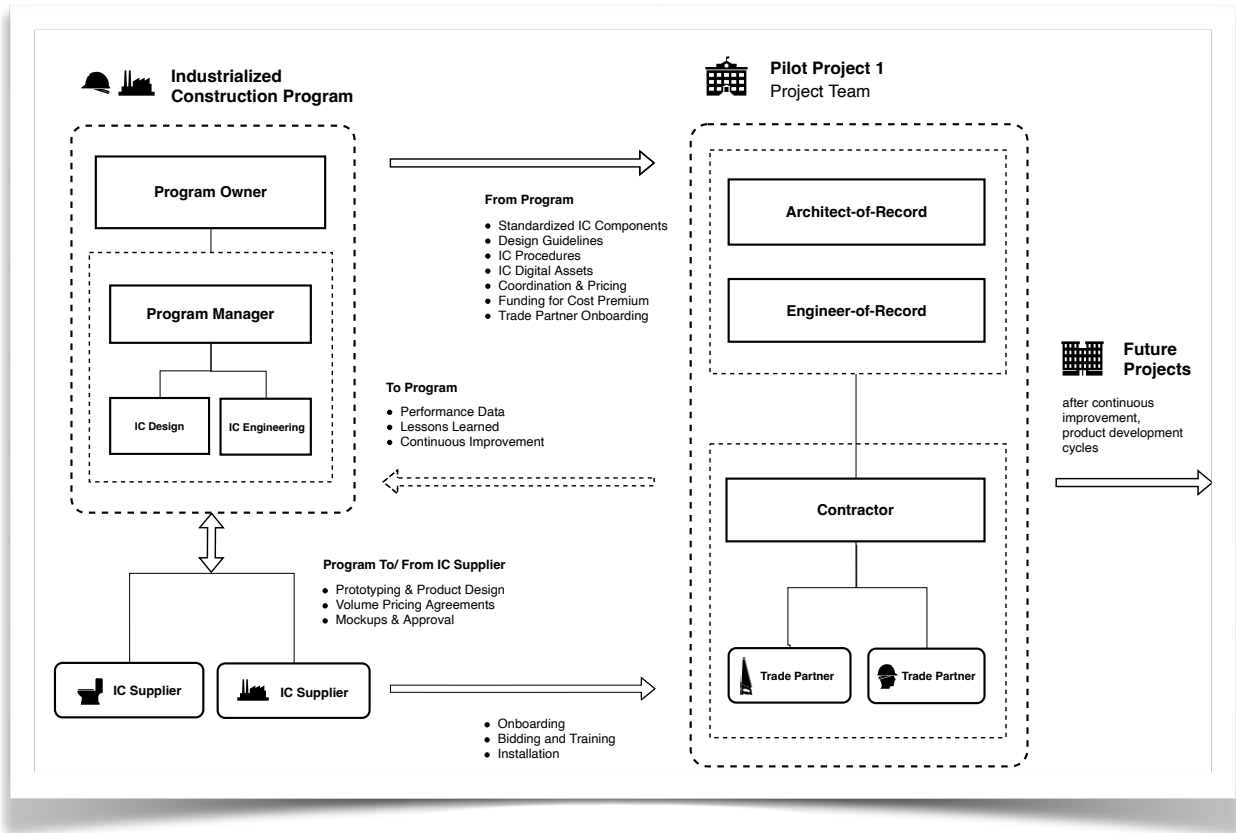 Industrialized
Construction Program
Program Owner
Program Manager
IC Design
IC Engineering
From Program
● Standardized IC Components
● Design Guidelines
● IC Procedures
● IC Digital Assets
● Coordination & Pricing
● Funding for Cost Premium
● Trade Partner Onboarding
To Program
● Performance Data
● Lessons Learned
● Continuous Improvement
Program To/ From IC Supplier
● Prototyping & Product Design
● Volume Pricing Agreements
● Mockups & Approval
IC Supplier
IC Supplier
● Onboarding
● Bidding and Training
● Installation
Pilot Project 1
Project Team
Architect-of-Record
Engineer-of-Record
Contractor
Trade Partner
Trade Partner
Future
Projects
after continuous
improvement,
product development
cycles